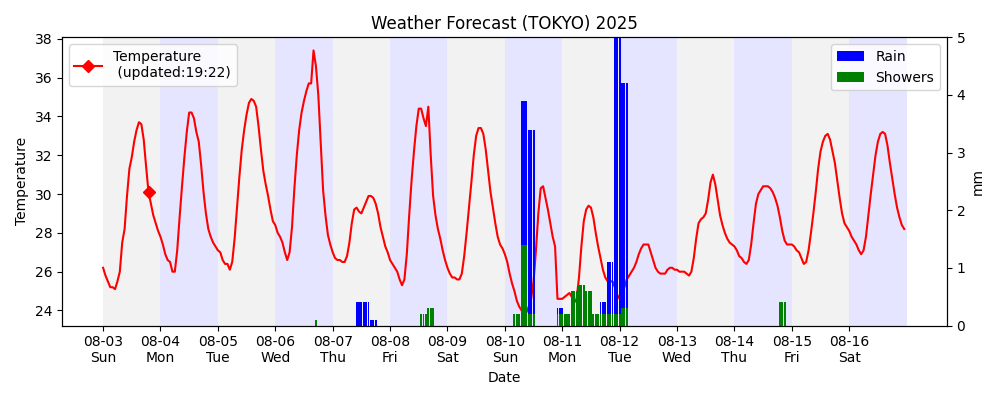 Weather Forecast (TOKYO) 2025
Temperature
(updated:19:22)
Rain
Showers
Temperature
38
36
34
32
30
28
26
24
5
4
3
2
1
0
mm
08-03 08-04 08-05 08-06 08-07 08-08 08-09 08-10 08-11 08-12 08-13 08-14 08-15 08-16
Sun Mon Tue Wed Thu Fri Sat Sun Mon Tue Wed Thu Fri Sat
Date